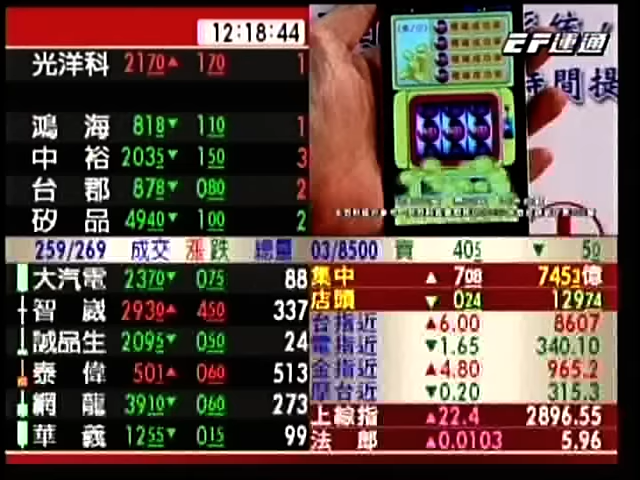 12:18:44
EF運通
光洋科 2170▲ 170 1
鴻海 818▼ 110 1
中裕 2035▼ 150 3
台郡 878▼ 080 2
矽品 4940▼ 100 2
259/269 成交 漲跌 總量 03/8500 賣 405 ▼ 50
大汽電 2370▼ 075 88
智崴 2930▲ 450 337
誠品生 2095▼ 050 24
泰偉 501▲ 060 513
網龍 3910▼ 060 273
華義 1255▼ 015 99
集中 ▲ 708 7453億
店頭 ▼ 024 12974
台指近 ▲6.00 8607
電指近 ▼1.65 340.10
金指近 ▲4.80 965.2
摩台近 ▼0.20 315.3
上綜指 ▲22.4 2896.55
法郎 ▲0.0103 5.96